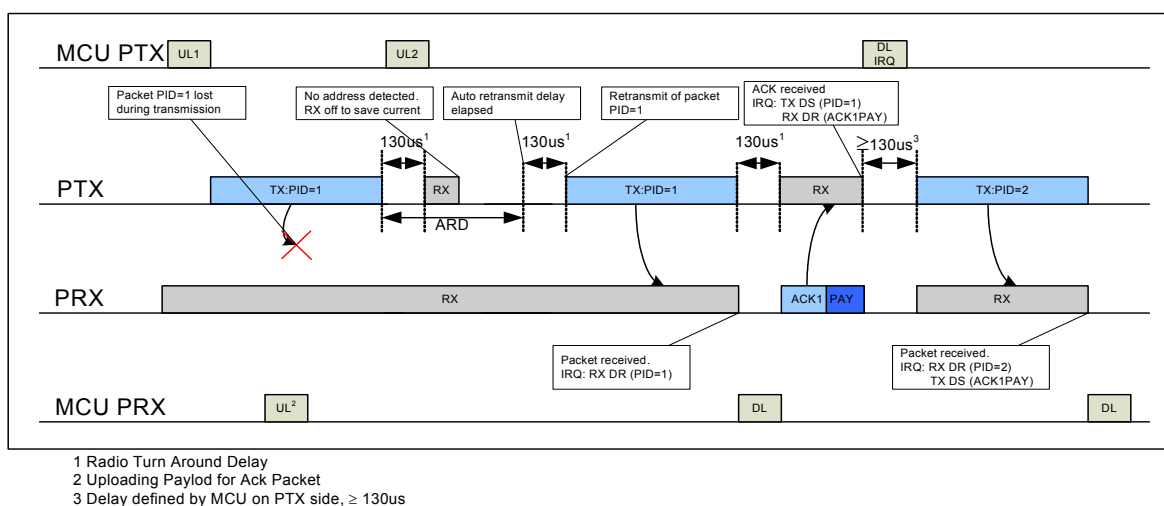 MCU PTX
UL1
UL2
DL
IRQ
Packet PID=1 lost
during transmission
No address detected.
RX off to save current
Auto retransmit delay
elapsed
Retransmit of packet
PID=1
ACK received
IRQ: TX DS (PID=1)
RX DR (ACK1PAY)
130us1
130us1
130us1
≥130us3
PTX
TX:PID=1
RX
TX:PID=1
RX
TX:PID=2
ARD
PRX
RX
ACK1
PAY
RX
Packet received.
IRQ: RX DR (PID=1)
Packet received.
IRQ: RX DR (PID=2)
TX DS (ACK1PAY)
MCU PRX
UL2
DL
DL
1 Radio Turn Around Delay
2 Uploading Paylod for Ack Packet
3 Delay defined by MCU on PTX side, ≥ 130us